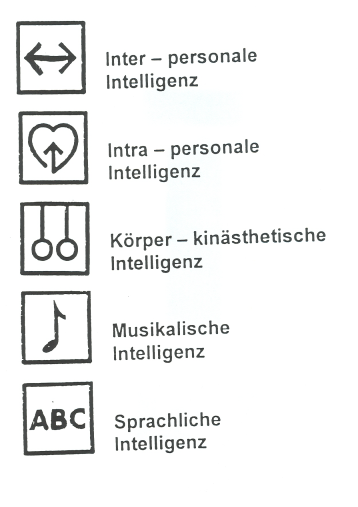 Inter – personale
Intelligenz
Intra – personale
Intelligenz
Körper – kinästhetische
Intelligenz
Musikalische
Intelligenz
ABC
Sprachliche
Intelligenz